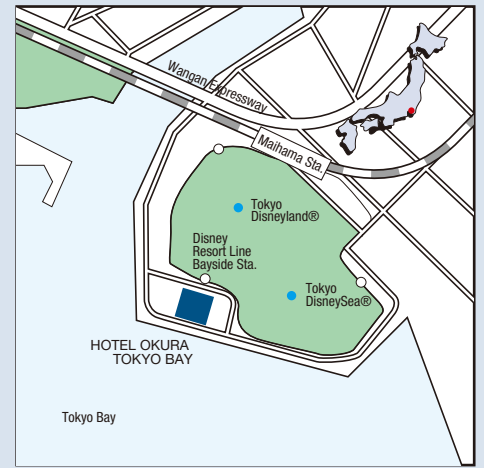 Wangan Expressway
Maihama Sta.
Tokyo
Disneyland®
Disney
Resort Line
Bayside Sta.
Tokyo
DisneySea®
HOTEL OKURA
TOKYO BAY
Tokyo Bay